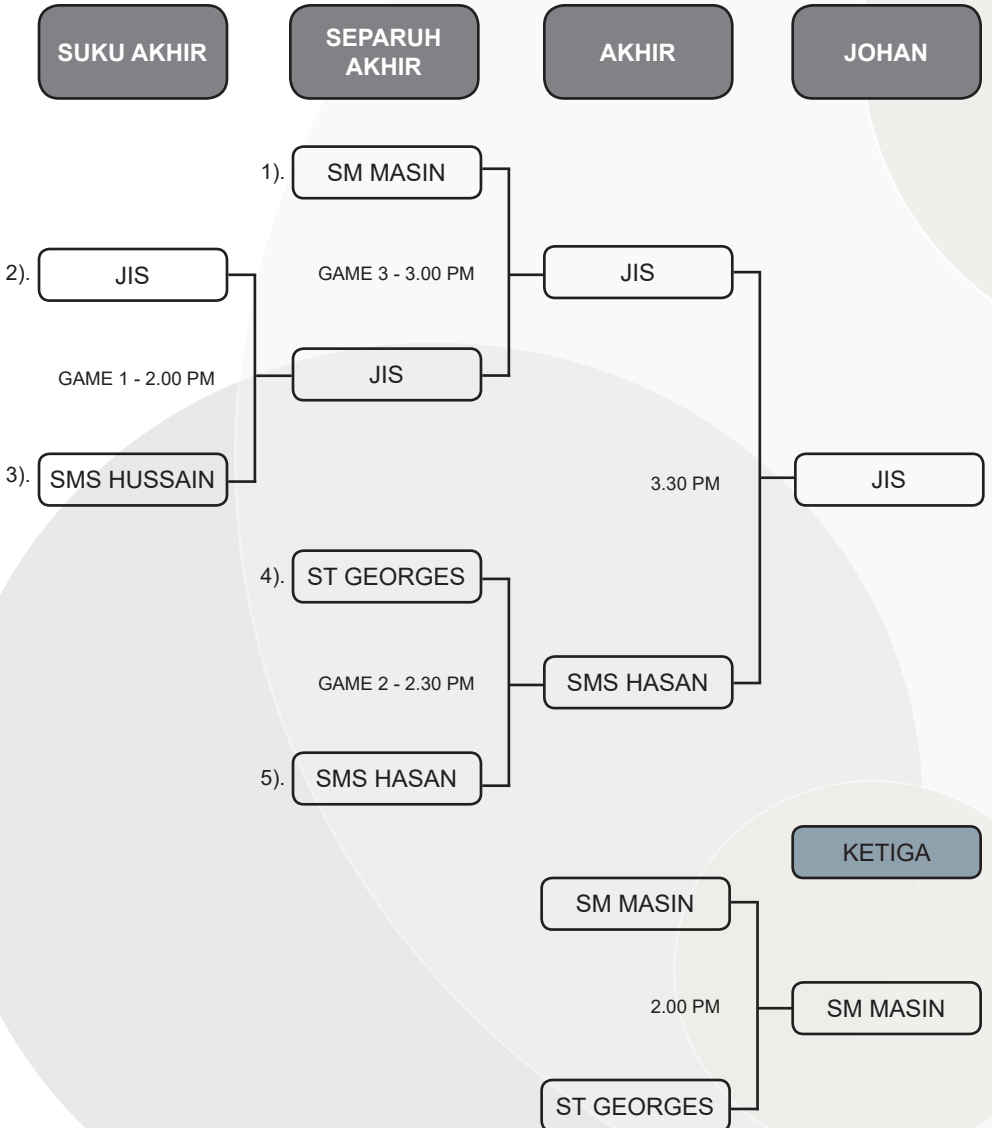 SUKU AKHIR
SEPARUH
AKHIR
AKHIR
JOHAN
1). SM MASIN
2). JIS
GAME 3 - 3.00 PM
JIS
JIS
GAME 1 - 2.00 PM
3). SMS HUSSAIN
3.30 PM
JIS
4). ST GEORGES
GAME 2 - 2.30 PM
SMS HASAN
5). SMS HASAN
KETIGA
SM MASIN
2.00 PM
SM MASIN
ST GEORGES